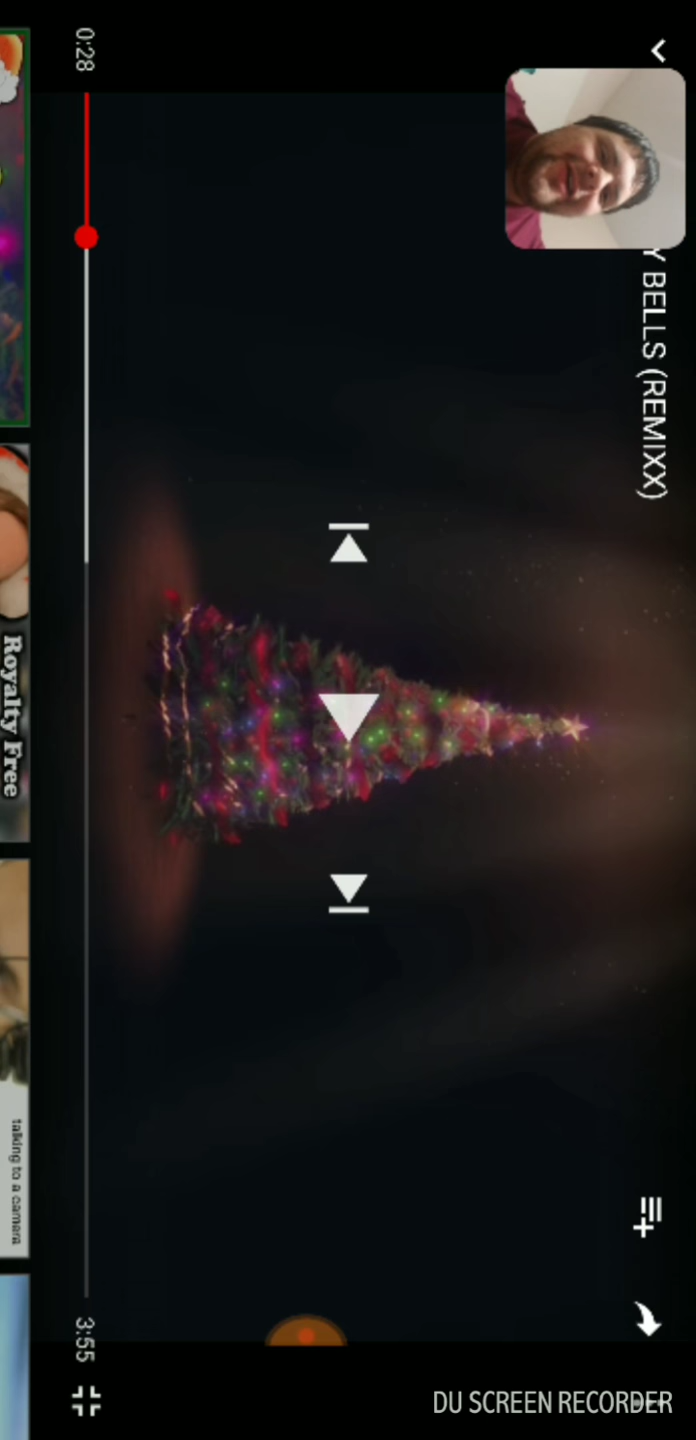 Y BELLS (REMIXX)
0:28
3:55
Royalty Free
talking to a camera
DU SCREEN RECORDER